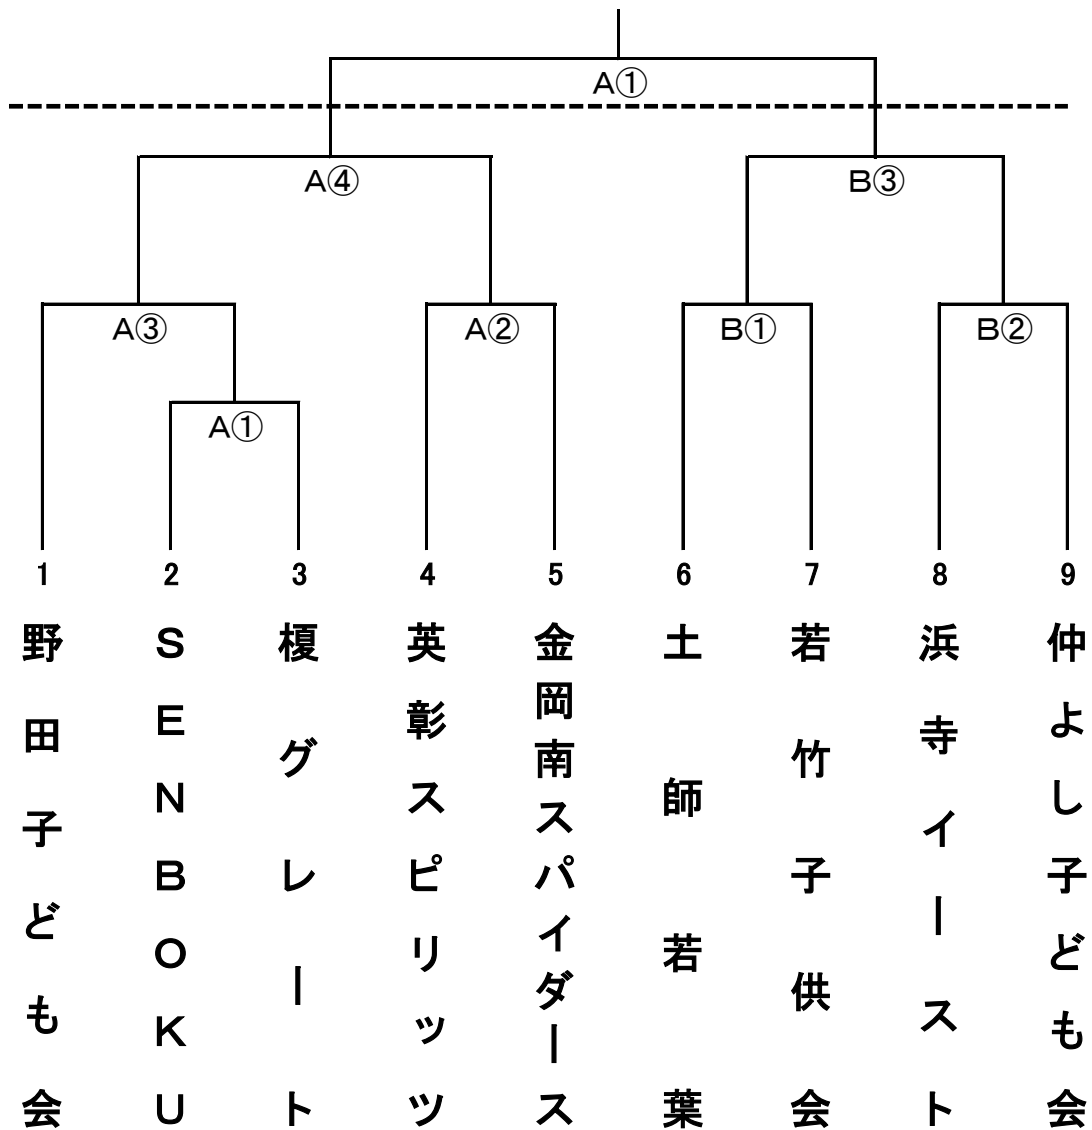 A①
A④
B③
A③
A②
B①
B②
A①
1
2
3
4
5
6
7
8
9
野田子ども会
SENBOKU
榎グレート
英彰スピリッツ
金岡南スパイダース
土師若葉
若竹子供会
浜寺イースト
仲よし子ども会